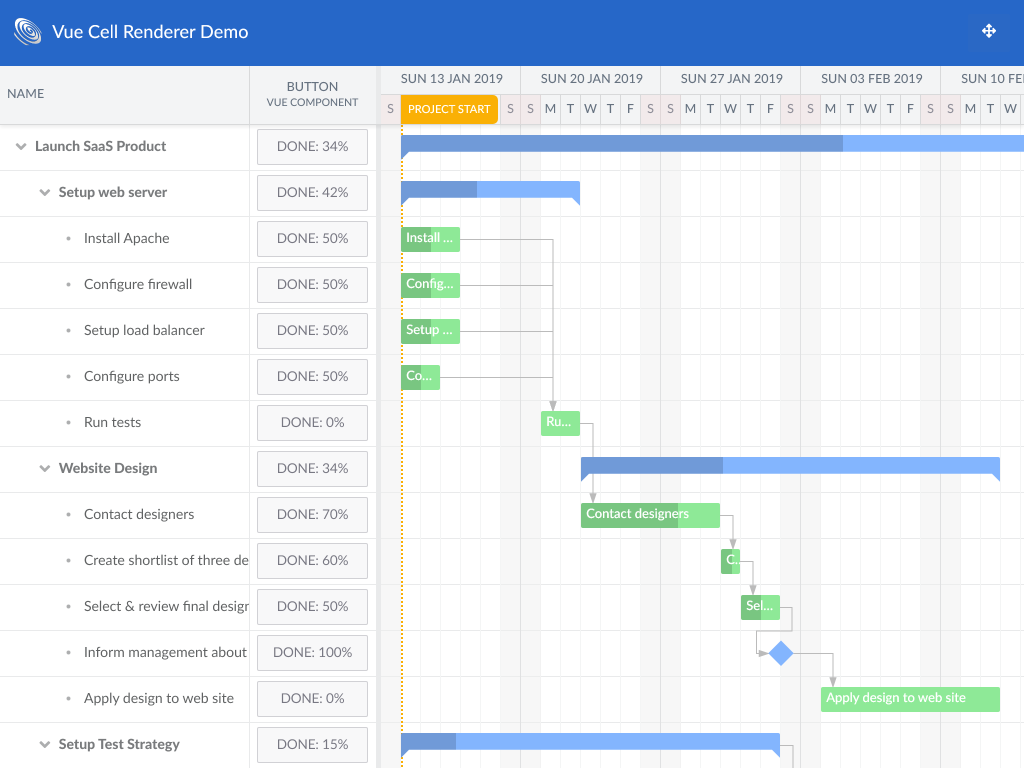 Vue Cell Renderer Demo
NAME
BUTTON
VUE COMPONENT
SUN 13 JAN 2019 SUN 20 JAN 2019 SUN 27 JAN 2019 SUN 03 FEB 2019 SUN 10 FE
S PROJECT START S S M T W T F S S M T W T F S S M T W T F S S M T W
Launch SaaS Product DONE: 34%
Setup web server DONE: 42%
Install Apache DONE: 50% Install ...
Configure firewall DONE: 50% Config...
Setup load balancer DONE: 50% Setup ...
Configure ports DONE: 50% Co...
Run tests DONE: 0% Ru...
Website Design DONE: 34%
Contact designers DONE: 70% Contact designers
Create shortlist of three de DONE: 60% C...
Select & review final design DONE: 50% Sel...
Inform management about DONE: 100%
Apply design to web site DONE: 0% Apply design to web site
Setup Test Strategy DONE: 15%